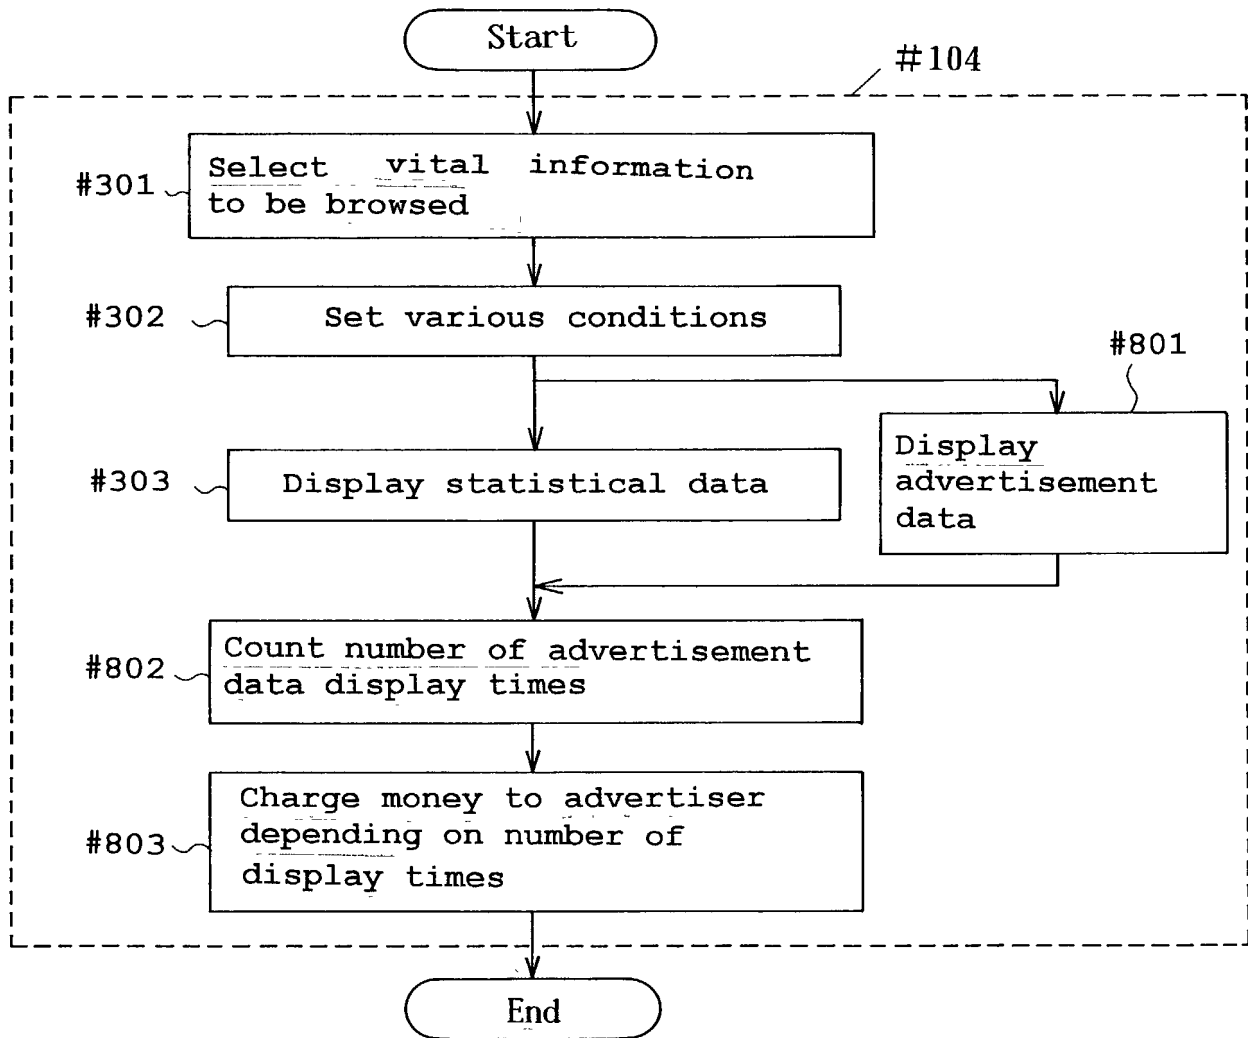 Start
#104
#301
Select vital information
to be browsed
#302
Set various conditions
#801
Display
advertisement
data
#303
Display statistical data
#802
Count number of advertisement
data display times
#803
Charge money to advertiser
depending on number of
display times
End